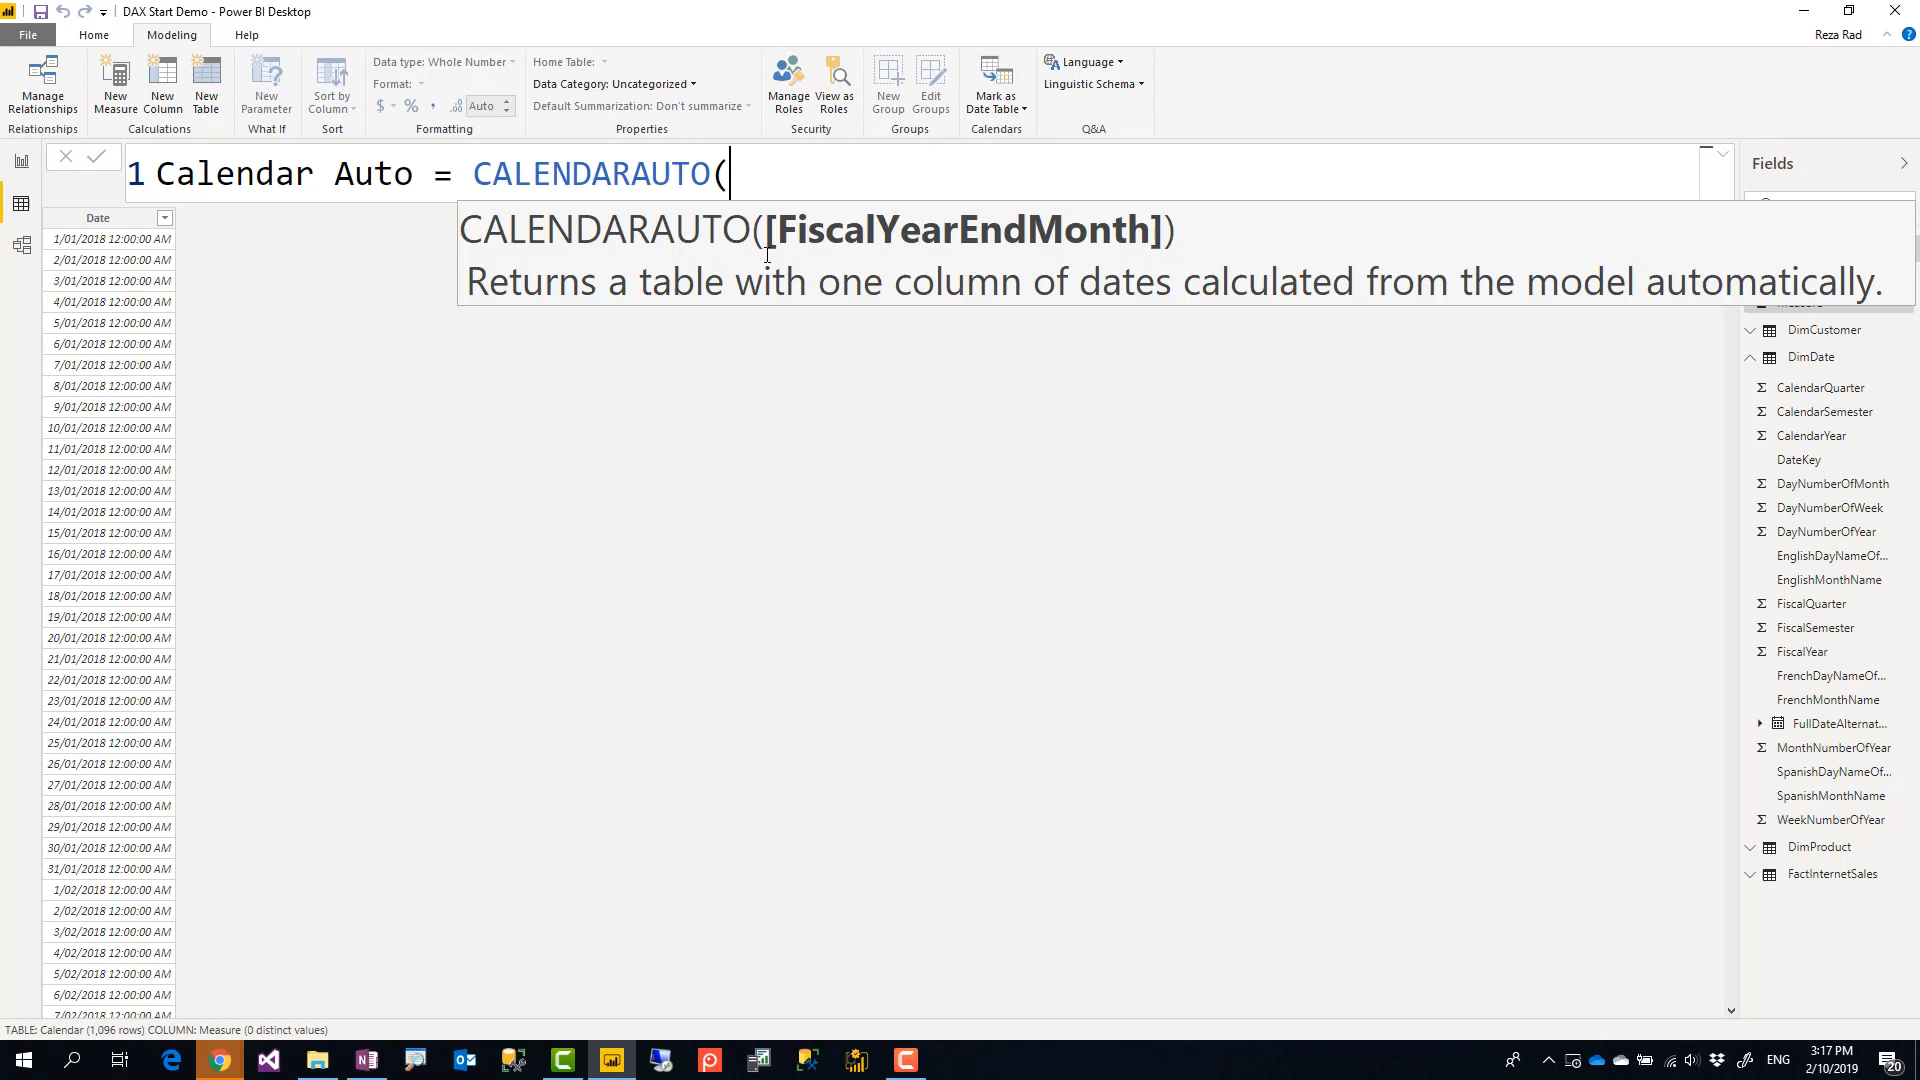 DAX Start Demo - Power BI Desktop
File Home Modeling Help
Reza Rad
Manage Relationships
New Measure
New Column
New Table
New Parameter
Sort by Column
Data type: Whole Number
Format:
$ % , .00 Auto
Home Table:
Data Category: Uncategorized
Default Summarization: Don't summarize
Manage Roles
View as Roles
New Group
Edit Groups
Mark as Date Table
Language
Linguistic Schema
Relationships Calculations What If Sort Formatting Properties Security Groups Calendars Q&A
1 Calendar Auto = CALENDARAUTO(
CALENDARAUTO([FiscalYearEndMonth])
Returns a table with one column of dates calculated from the model automatically.
Date
1/01/2018 12:00:00 AM
2/01/2018 12:00:00 AM
3/01/2018 12:00:00 AM
4/01/2018 12:00:00 AM
5/01/2018 12:00:00 AM
6/01/2018 12:00:00 AM
7/01/2018 12:00:00 AM
8/01/2018 12:00:00 AM
9/01/2018 12:00:00 AM
10/01/2018 12:00:00 AM
11/01/2018 12:00:00 AM
12/01/2018 12:00:00 AM
13/01/2018 12:00:00 AM
14/01/2018 12:00:00 AM
15/01/2018 12:00:00 AM
16/01/2018 12:00:00 AM
17/01/2018 12:00:00 AM
18/01/2018 12:00:00 AM
19/01/2018 12:00:00 AM
20/01/2018 12:00:00 AM
21/01/2018 12:00:00 AM
22/01/2018 12:00:00 AM
23/01/2018 12:00:00 AM
24/01/2018 12:00:00 AM
25/01/2018 12:00:00 AM
26/01/2018 12:00:00 AM
27/01/2018 12:00:00 AM
28/01/2018 12:00:00 AM
29/01/2018 12:00:00 AM
30/01/2018 12:00:00 AM
31/01/2018 12:00:00 AM
1/02/2018 12:00:00 AM
2/02/2018 12:00:00 AM
3/02/2018 12:00:00 AM
4/02/2018 12:00:00 AM
5/02/2018 12:00:00 AM
6/02/2018 12:00:00 AM
7/02/2018 12:00:00 AM
Fields
DimCustomer
DimDate
CalendarQuarter
CalendarSemester
CalendarYear
DateKey
DayNumberOfMonth
DayNumberOfWeek
DayNumberOfYear
EnglishDayNameOf...
EnglishMonthName
FiscalQuarter
FiscalSemester
FiscalYear
FrenchDayNameOf...
FrenchMonthName
FullDateAlternat...
MonthNumberOfYear
SpanishDayNameOf...
SpanishMonthName
WeekNumberOfYear
DimProduct
FactInternetSales
TABLE: Calendar (1,096 rows) COLUMN: Measure (0 distinct values)
ENG
3:17 PM
2/10/2019
20